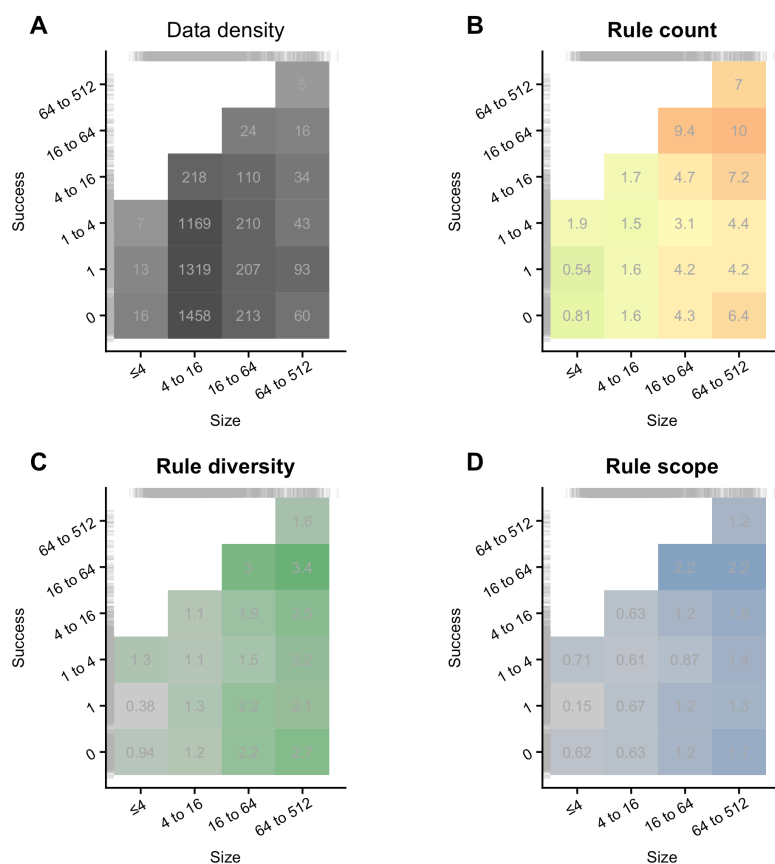 A
Data density
64 to 512
5
16 to 64
24
16
4 to 16
218
110
34
1 to 4
7
1169
210
43
1
13
1319
207
93
0
16
1458
213
60
Success
≤4
4 to 16
16 to 64
64 to 512
Size
B
Rule count
64 to 512
7
16 to 64
9.4
10
4 to 16
1.7
4.7
7.2
1 to 4
1.9
1.5
3.1
4.4
1
0.54
1.6
4.2
4.2
0
0.81
1.6
4.3
6.4
Success
≤4
4 to 16
16 to 64
64 to 512
Size
C
Rule diversity
64 to 512
1.6
16 to 64
3
3.4
4 to 16
1.1
1.9
1 to 4
1.3
1.1
1.5
1
0.38
1.3
2.2
2.1
0
0.94
1.2
2.2
Success
≤4
4 to 16
16 to 64
64 to 512
Size
D
Rule scope
64 to 512
1.2
16 to 64
2.2
2.2
4 to 16
0.63
1.2
1 to 4
0.71
0.61
0.87
1.4
1
0.15
0.67
1.2
1.3
0
0.62
0.63
1.2
Success
≤4
4 to 16
16 to 64
64 to 512
Size